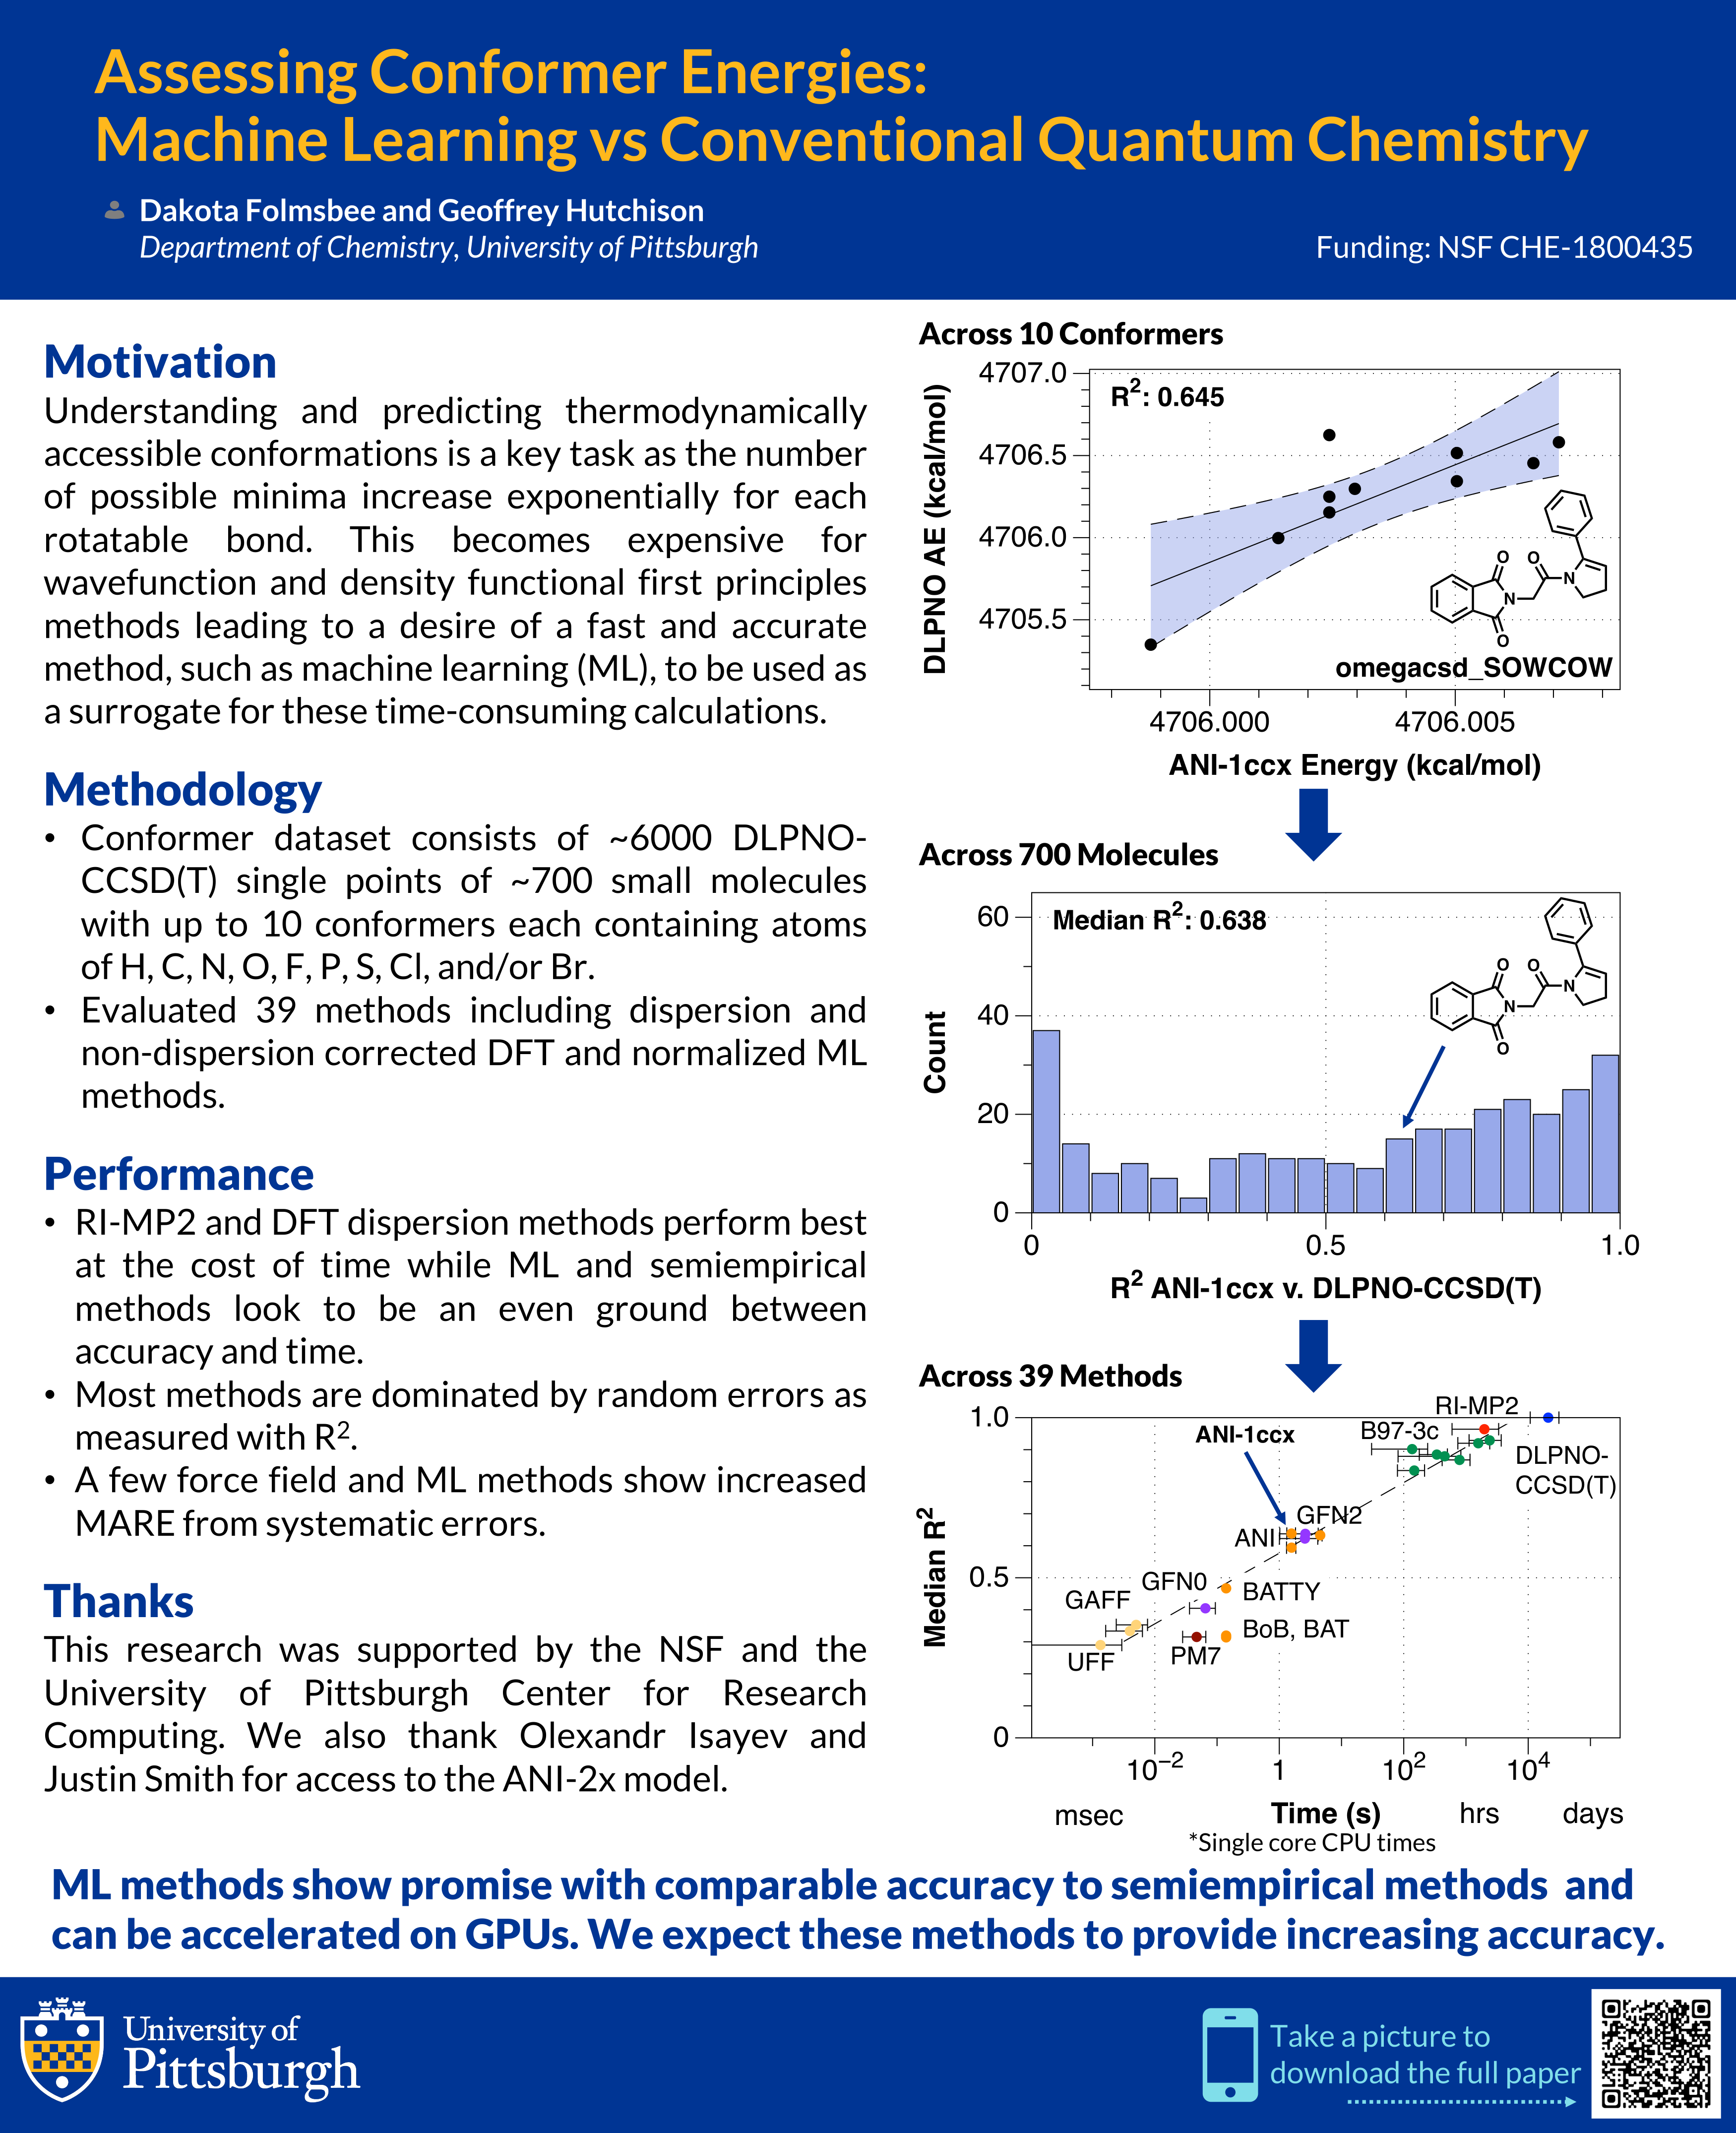 Assessing Conformer Energies:
Machine Learning vs Conventional Quantum Chemistry
Dakota Folmsbee and Geoffrey Hutchison
Department of Chemistry, University of Pittsburgh
Funding: NSF CHE-1800435
Motivation
Understanding and predicting thermodynamically
accessible conformations is a key task as the number
of possible minima increase exponentially for each
rotatable bond. This becomes expensive for
wavefunction and density functional first principles
methods leading to a desire of a fast and accurate
method, such as machine learning (ML), to be used as
a surrogate for these time-consuming calculations.
Methodology
• Conformer dataset consists of ~6000 DLPNO-
CCSD(T) single points of ~700 small molecules
with up to 10 conformers each containing atoms
of H, C, N, O, F, P, S, Cl, and/or Br.
• Evaluated 39 methods including dispersion and
non-dispersion corrected DFT and normalized ML
methods.
Performance
• RI-MP2 and DFT dispersion methods perform best
at the cost of time while ML and semiempirical
methods look to be an even ground between
accuracy and time.
• Most methods are dominated by random errors as
measured with R².
• A few force field and ML methods show increased
MARE from systematic errors.
Thanks
This research was supported by the NSF and the
University of Pittsburgh Center for Research
Computing. We also thank Olexandr Isayev and
Justin Smith for access to the ANI-2x model.
Across 10 Conformers
DLPNO AE (kcal/mol)
4707.0
4706.5
4706.0
4705.5
R²: 0.645
O
O
N
N
O
omegacsd_SOWCOW
4706.000
4706.005
ANI-1ccx Energy (kcal/mol)
Across 700 Molecules
Count
60
40
20
0
Median R²: 0.638
O
O
N
N
O
0
0.5
1.0
R² ANI-1ccx v. DLPNO-CCSD(T)
Across 39 Methods
Median R²
1.0
0.5
0
RI-MP2
B97-3c
ANI-1ccx
DLPNO-
CCSD(T)
GFN2
ANI
GFN0
BATTY
GAFF
BoB, BAT
UFF
PM7
10⁻²
1
10²
10⁴
msec
Time (s)
hrs
days
*Single core CPU times
ML methods show promise with comparable accuracy to semiempirical methods and
can be accelerated on GPUs. We expect these methods to provide increasing accuracy.
University of
Pittsburgh
Take a picture to
download the full paper